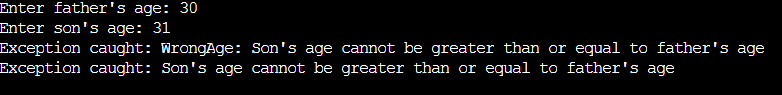 Enter father's age: 30
Enter son's age: 31
Exception caught: WrongAge: Son's age cannot be greater than or equal to father's age
Exception caught: Son's age cannot be greater than or equal to father's age